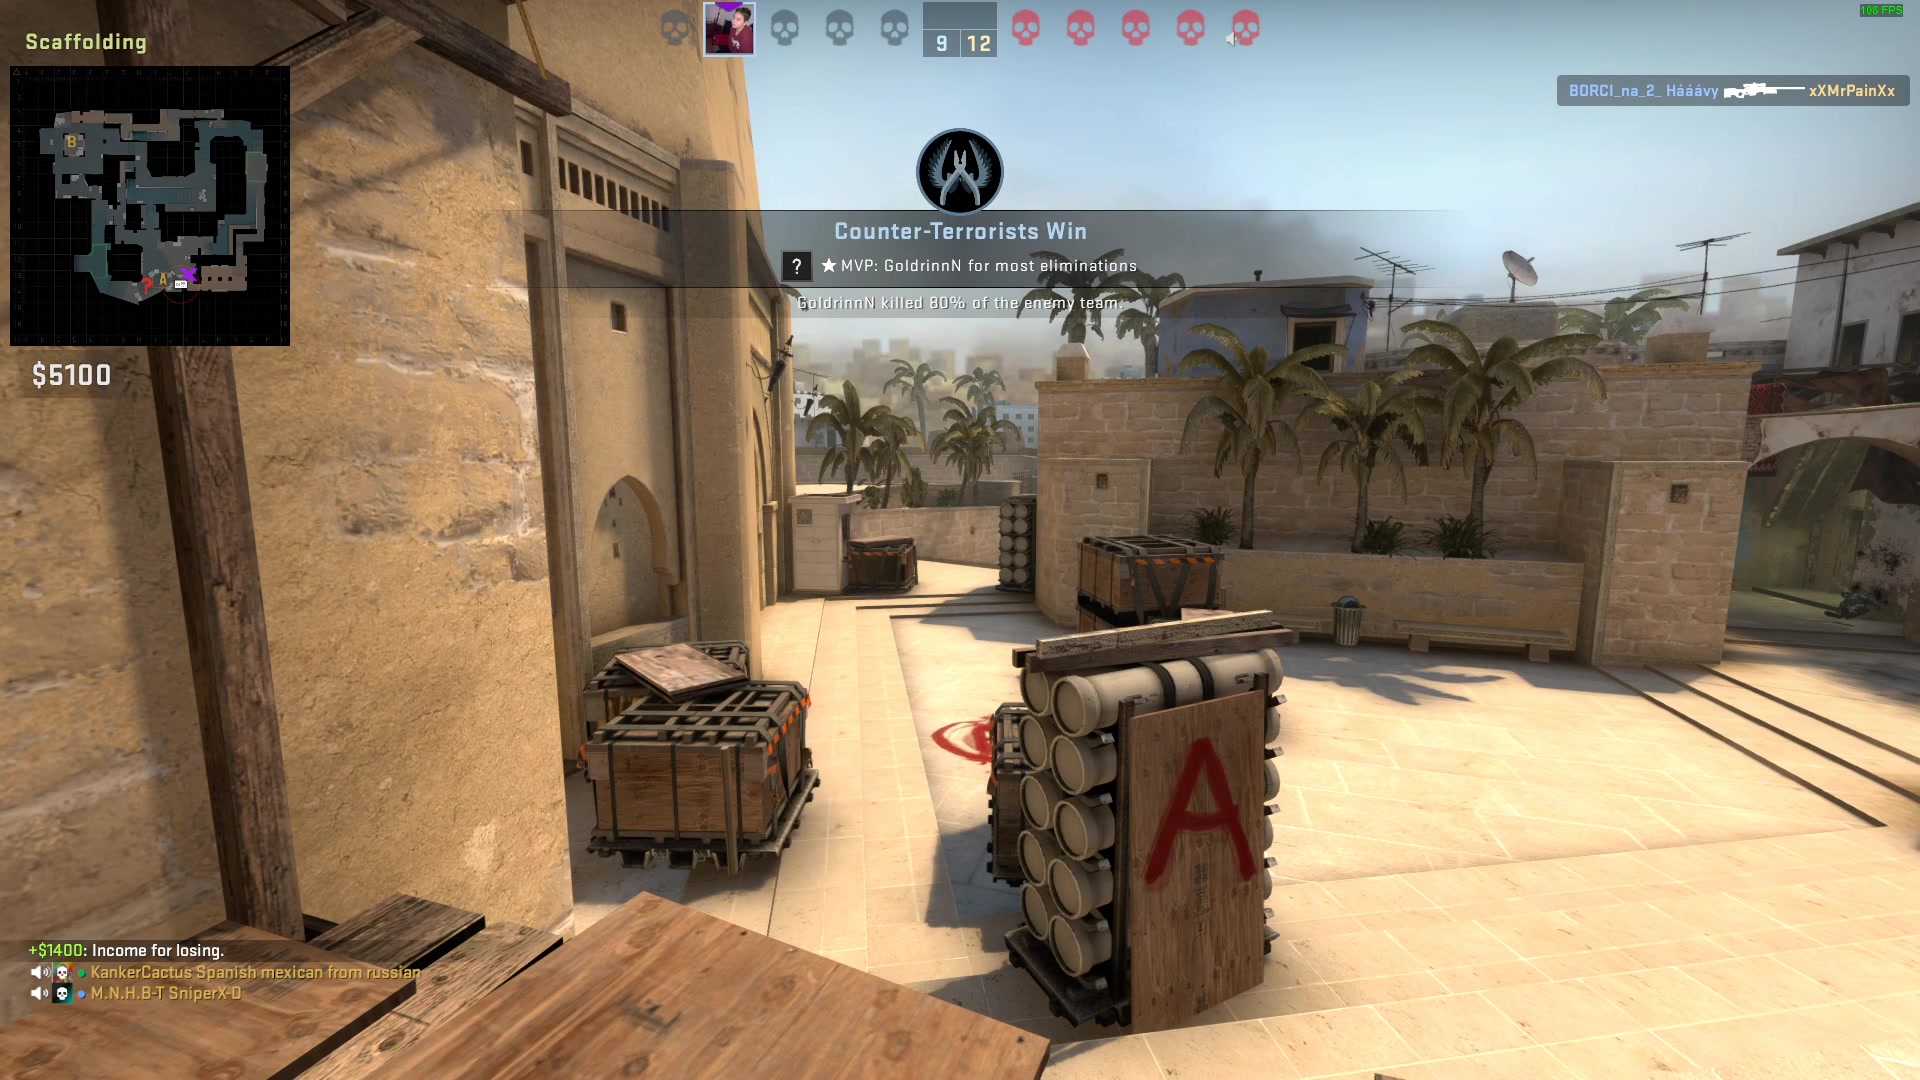 108 FPS
Scaffolding
9 12
BORCI_na_2_ Hááávy xXMrPainXx
B
A
Counter-Terrorists Win
? ★ MVP: GoldrinnN for most eliminations
GoldrinnN killed 80% of the enemy team.
$5100
A
+$1400: Income for losing.
KankerCactus Spanish mexican from russian
M.N.H.B-T SniperX-D